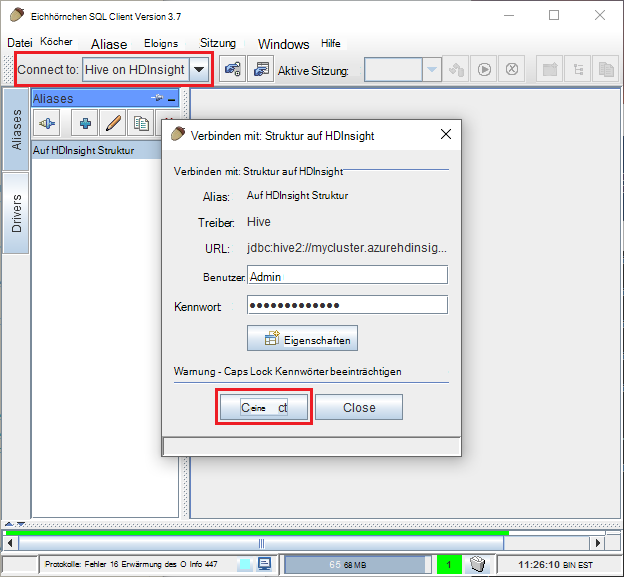 Eichhörnchen SQL Client Version 3.7
Datei Köcher Aliase Eloigns Sitzung Windows Hilfe
Connect to: Hive on HDInsight Aktive Sitzung:
Aliases
Aliases
Auf HDInsight Struktur
Drivers
Verbinden mit: Struktur auf HDInsight
Verbinden mit: Struktur auf HDInsight
Alias: Auf HDInsight Struktur
Treiber: Hive
URL: jdbc:hive2://mycluster.azurehdinsig...
Benutzer: Admin
Kennwort: •••••••••••••
Eigenschaften
Warnung - Caps Lock Kennwörter beeinträchtigen
C eine ct Close
Protokolle: Fehler 16 Erwärmung des O Info 447 65 68 MB 1 11:26:10 BIN EST